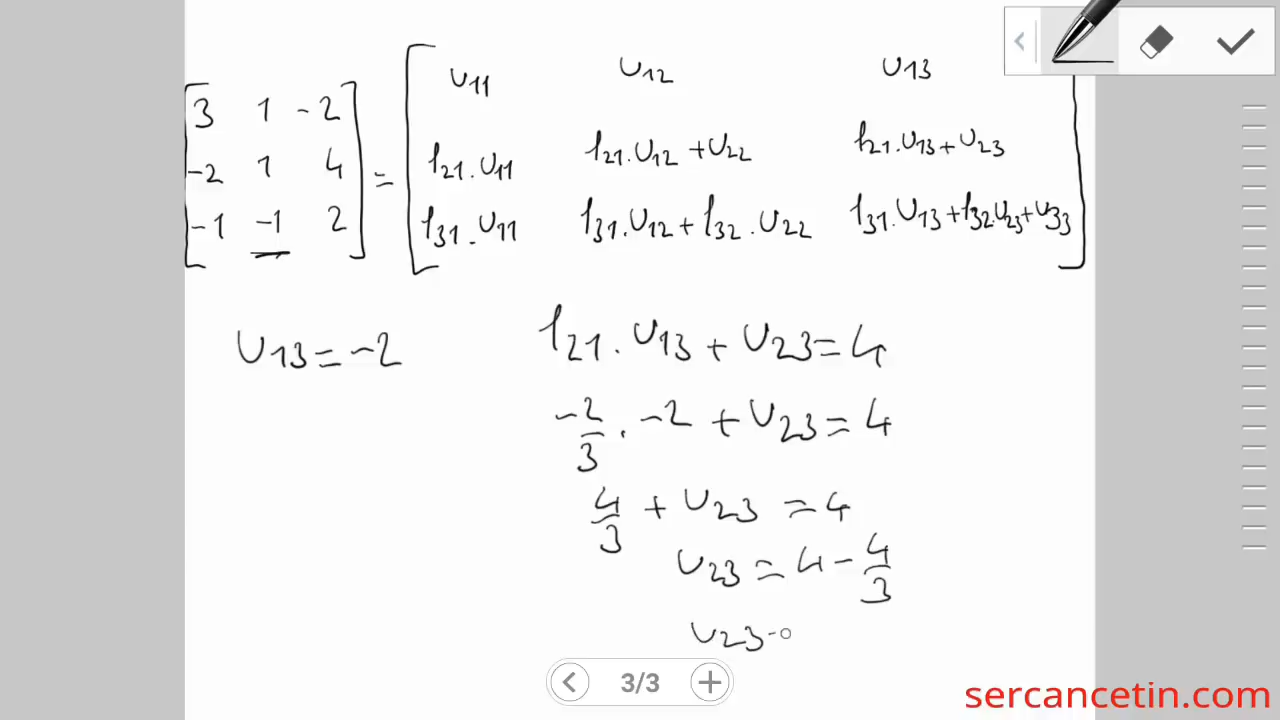 [3 1 -2] = [U11 U12 U13]
[-2 1 4] [l21.U11 l21.U12+U22 l21.U13+U23]
[-1 -1 2] [l31.U11 l31.U12+l32.U22 l31.U13+l32.U23+U33]
U13=-2
l21.U13+U23=4
-2/3 . -2+U23=4
4/3+U23=4
U23=4-4/3
U23-
3/3
sercancetin.com